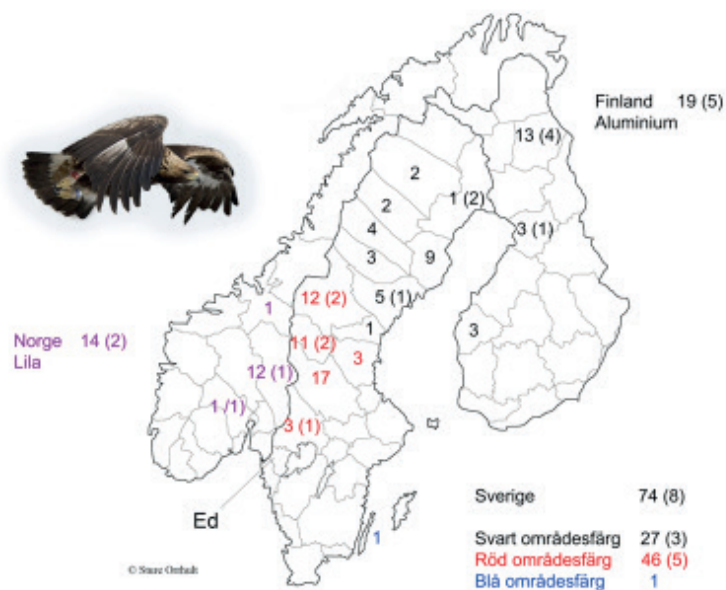 Finland 19 (5)
Aluminium
13 (4)
2
1 (2)
2
4
3 (1)
3
9
12 (2)
5 (1)
1
1
3
11 (2)
3
Norge 14 (2)
Lila
12 (1)
17
1 /1)
3 (1)
Ed
Sverige 74 (8)
1
Svart områdesfärg 27 (3)
Röd områdesfärg 46 (5)
Blå områdesfärg 1